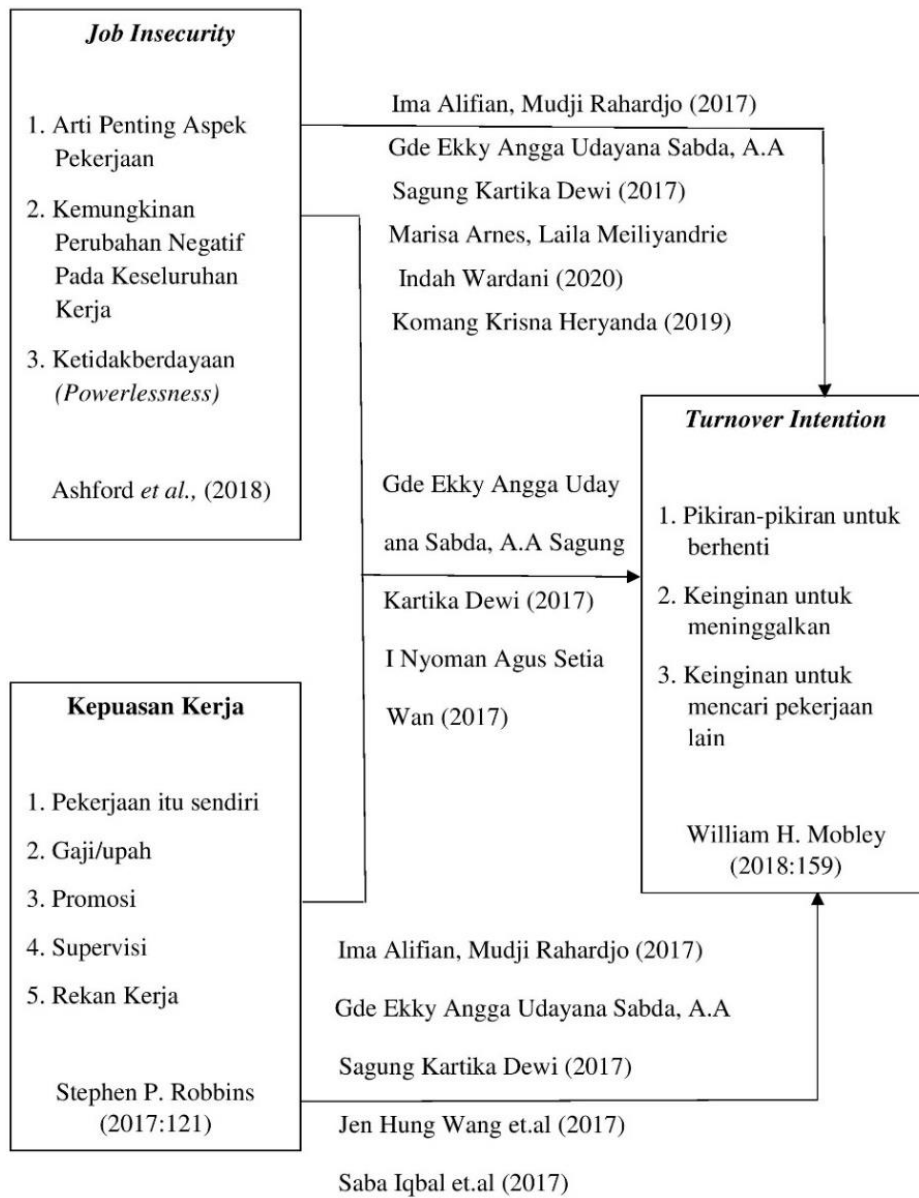 Job Insecurity
1. Arti Penting Aspek
Pekerjaan
2. Kemungkinan
Perubahan Negatif
Pada Keseluruhan
Kerja
3. Ketidakberdayaan
(Powerlessness)
Ashford et al., (2018)
Ima Alifian, Mudji Rahardjo (2017)
Gde Ekky Angga Udayana Sabda, A.A
Sagung Kartika Dewi (2017)
Marisa Arnes, Laila Meiliyandrie
Indah Wardani (2020)
Komang Krisna Heryanda (2019)
Gde Ekky Angga Uday
ana Sabda, A.A Sagung
Kartika Dewi (2017)
I Nyoman Agus Setia
Wan (2017)
Turnover Intention
1. Pikiran-pikiran untuk
berhenti
2. Keinginan untuk
meninggalkan
3. Keinginan untuk
mencari pekerjaan
lain
William H. Mobley
(2018:159)
Kepuasan Kerja
1. Pekerjaan itu sendiri
2. Gaji/upah
3. Promosi
4. Supervisi
5. Rekan Kerja
Stephen P. Robbins
(2017:121)
Ima Alifian, Mudji Rahardjo (2017)
Gde Ekky Angga Udayana Sabda, A.A
Sagung Kartika Dewi (2017)
Jen Hung Wang et.al (2017)
Saba Iqbal et.al (2017)